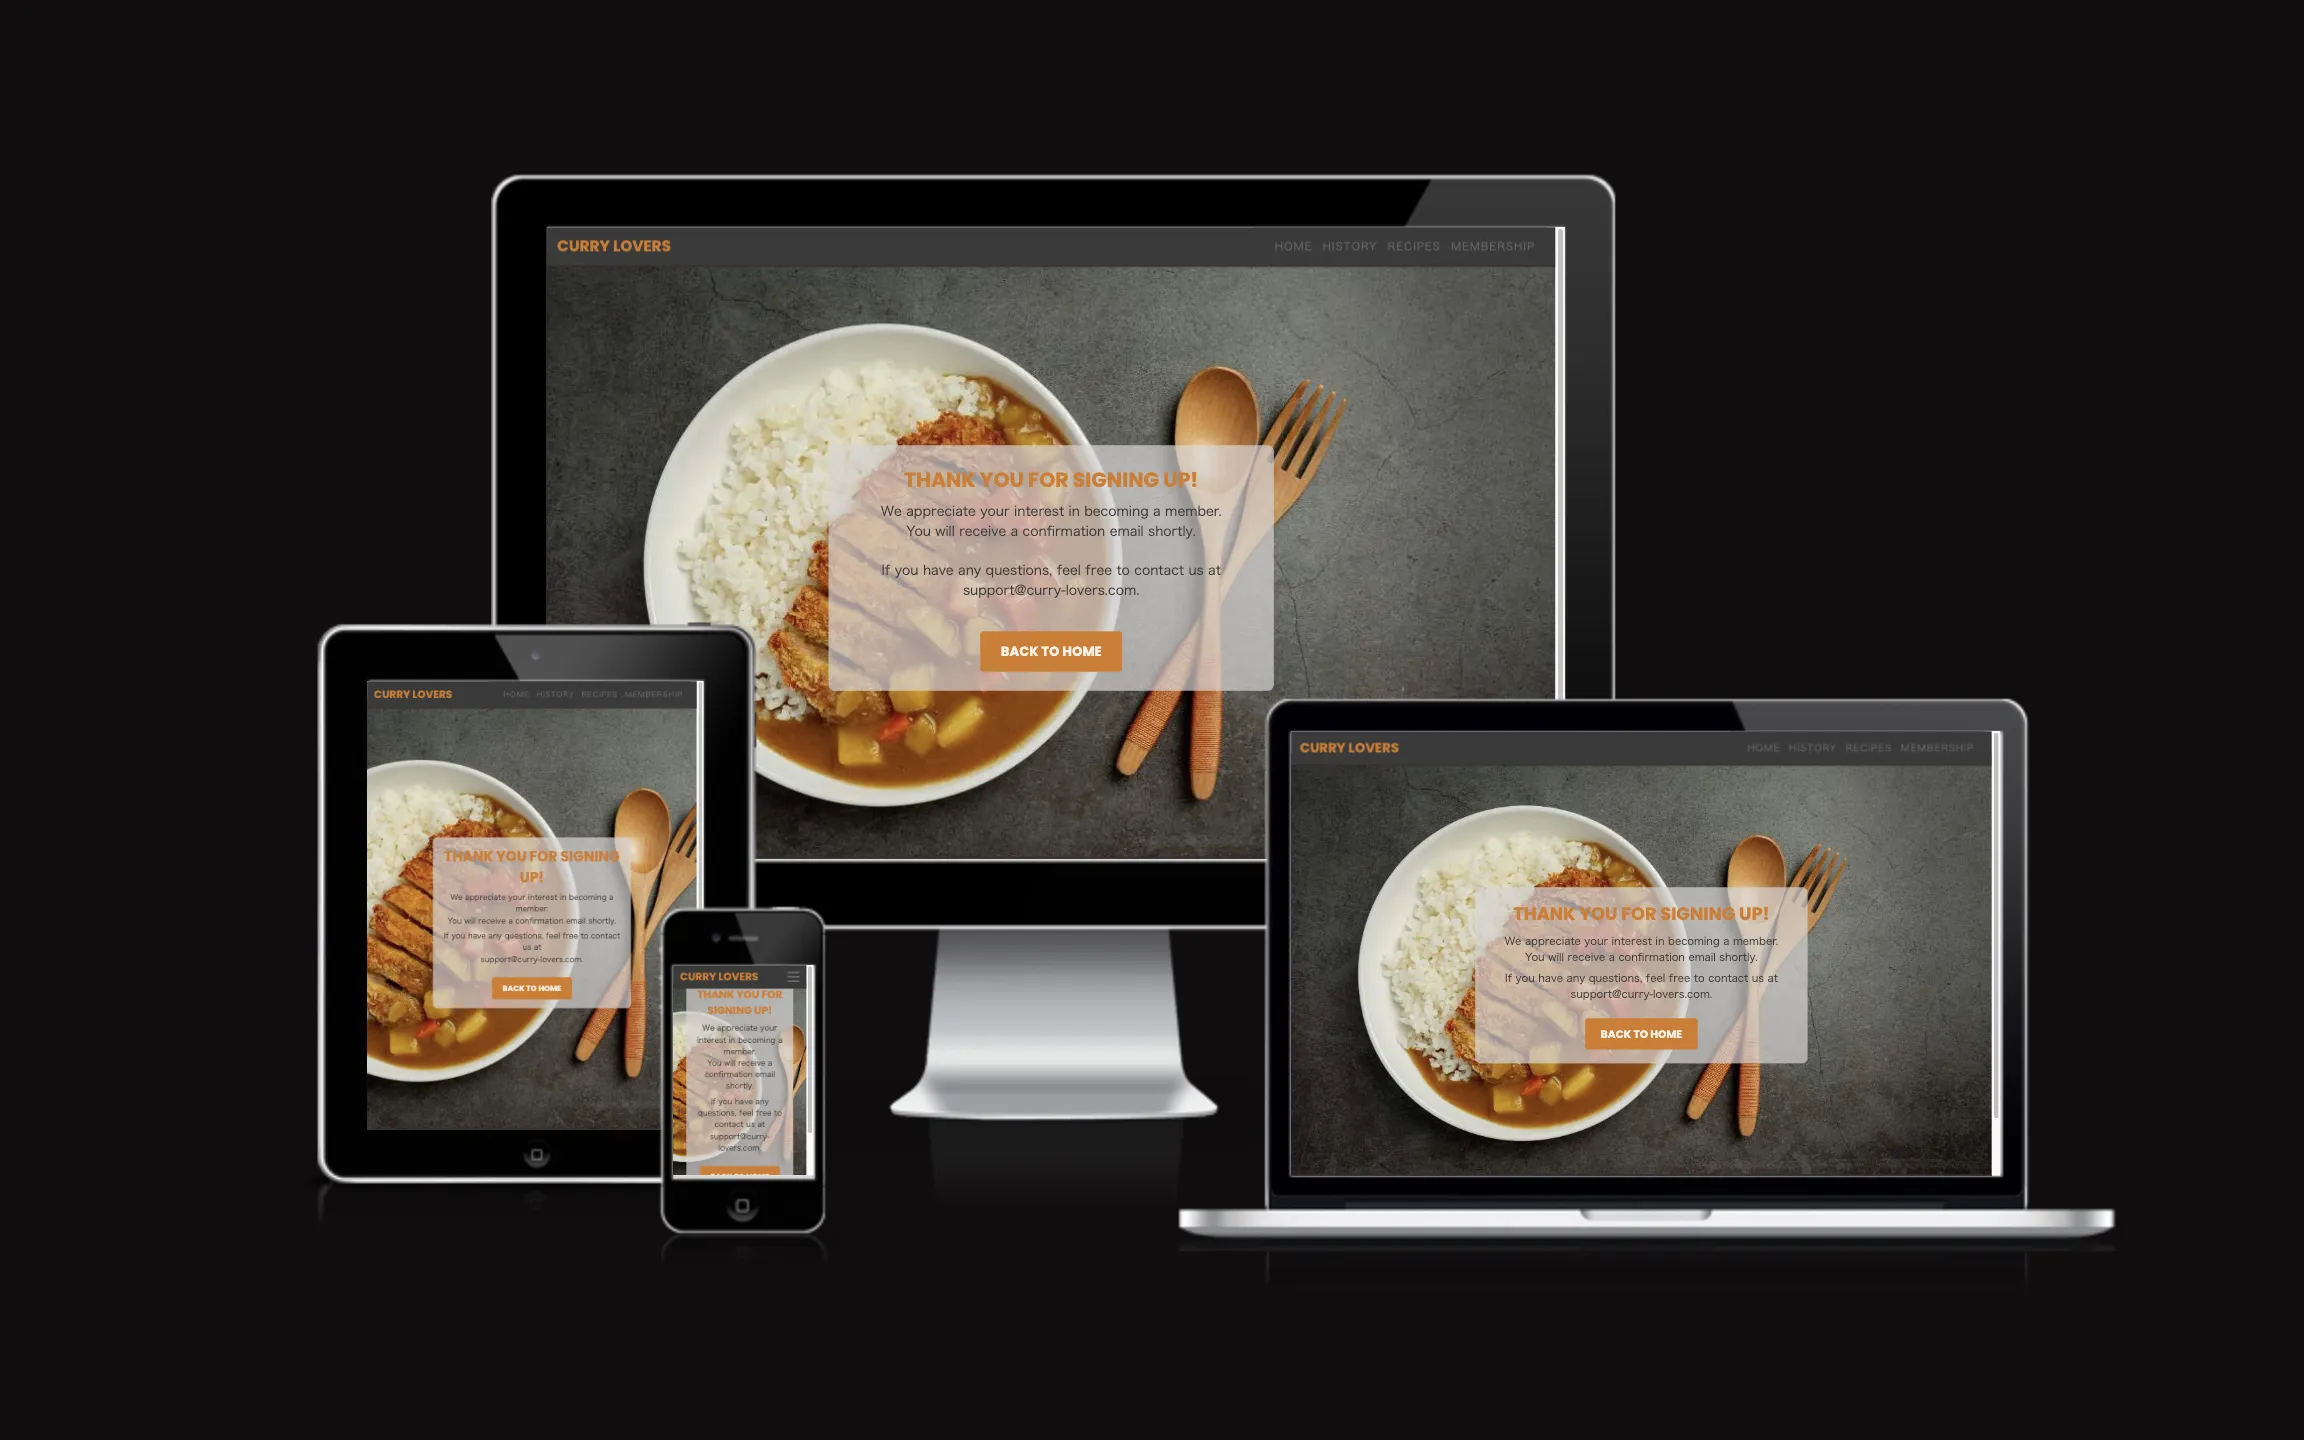 CURRY LOVERS
HOME HISTORY RECIPES MEMBERSHIP
THANK YOU FOR SIGNING UP!
We appreciate your interest in becoming a member.
You will receive a confirmation email shortly.
If you have any questions, feel free to contact us at
support@curry-lovers.com.
BACK TO HOME
CURRY LOVERS
HOME HISTORY RECIPES MEMBERSHIP
THANK YOU FOR SIGNING
UP!
We appreciate your interest in becoming a
member.
You will receive a confirmation email shortly.
If you have any questions, feel free to contact
us at
support@curry-lovers.com.
BACK TO HOME
CURRY LOVERS
THANK YOU FOR
SIGNING UP!
We appreciate your
interest in becoming a
member.
You will receive a
confirmation email
shortly.
If you have any
questions, feel free to
contact us at
support@curry-
lovers.com.
BACK TO HOME
CURRY LOVERS
HOME HISTORY RECIPES MEMBERSHIP
THANK YOU FOR SIGNING UP!
We appreciate your interest in becoming a member.
You will receive a confirmation email shortly.
If you have any questions, feel free to contact us at
support@curry-lovers.com.
BACK TO HOME